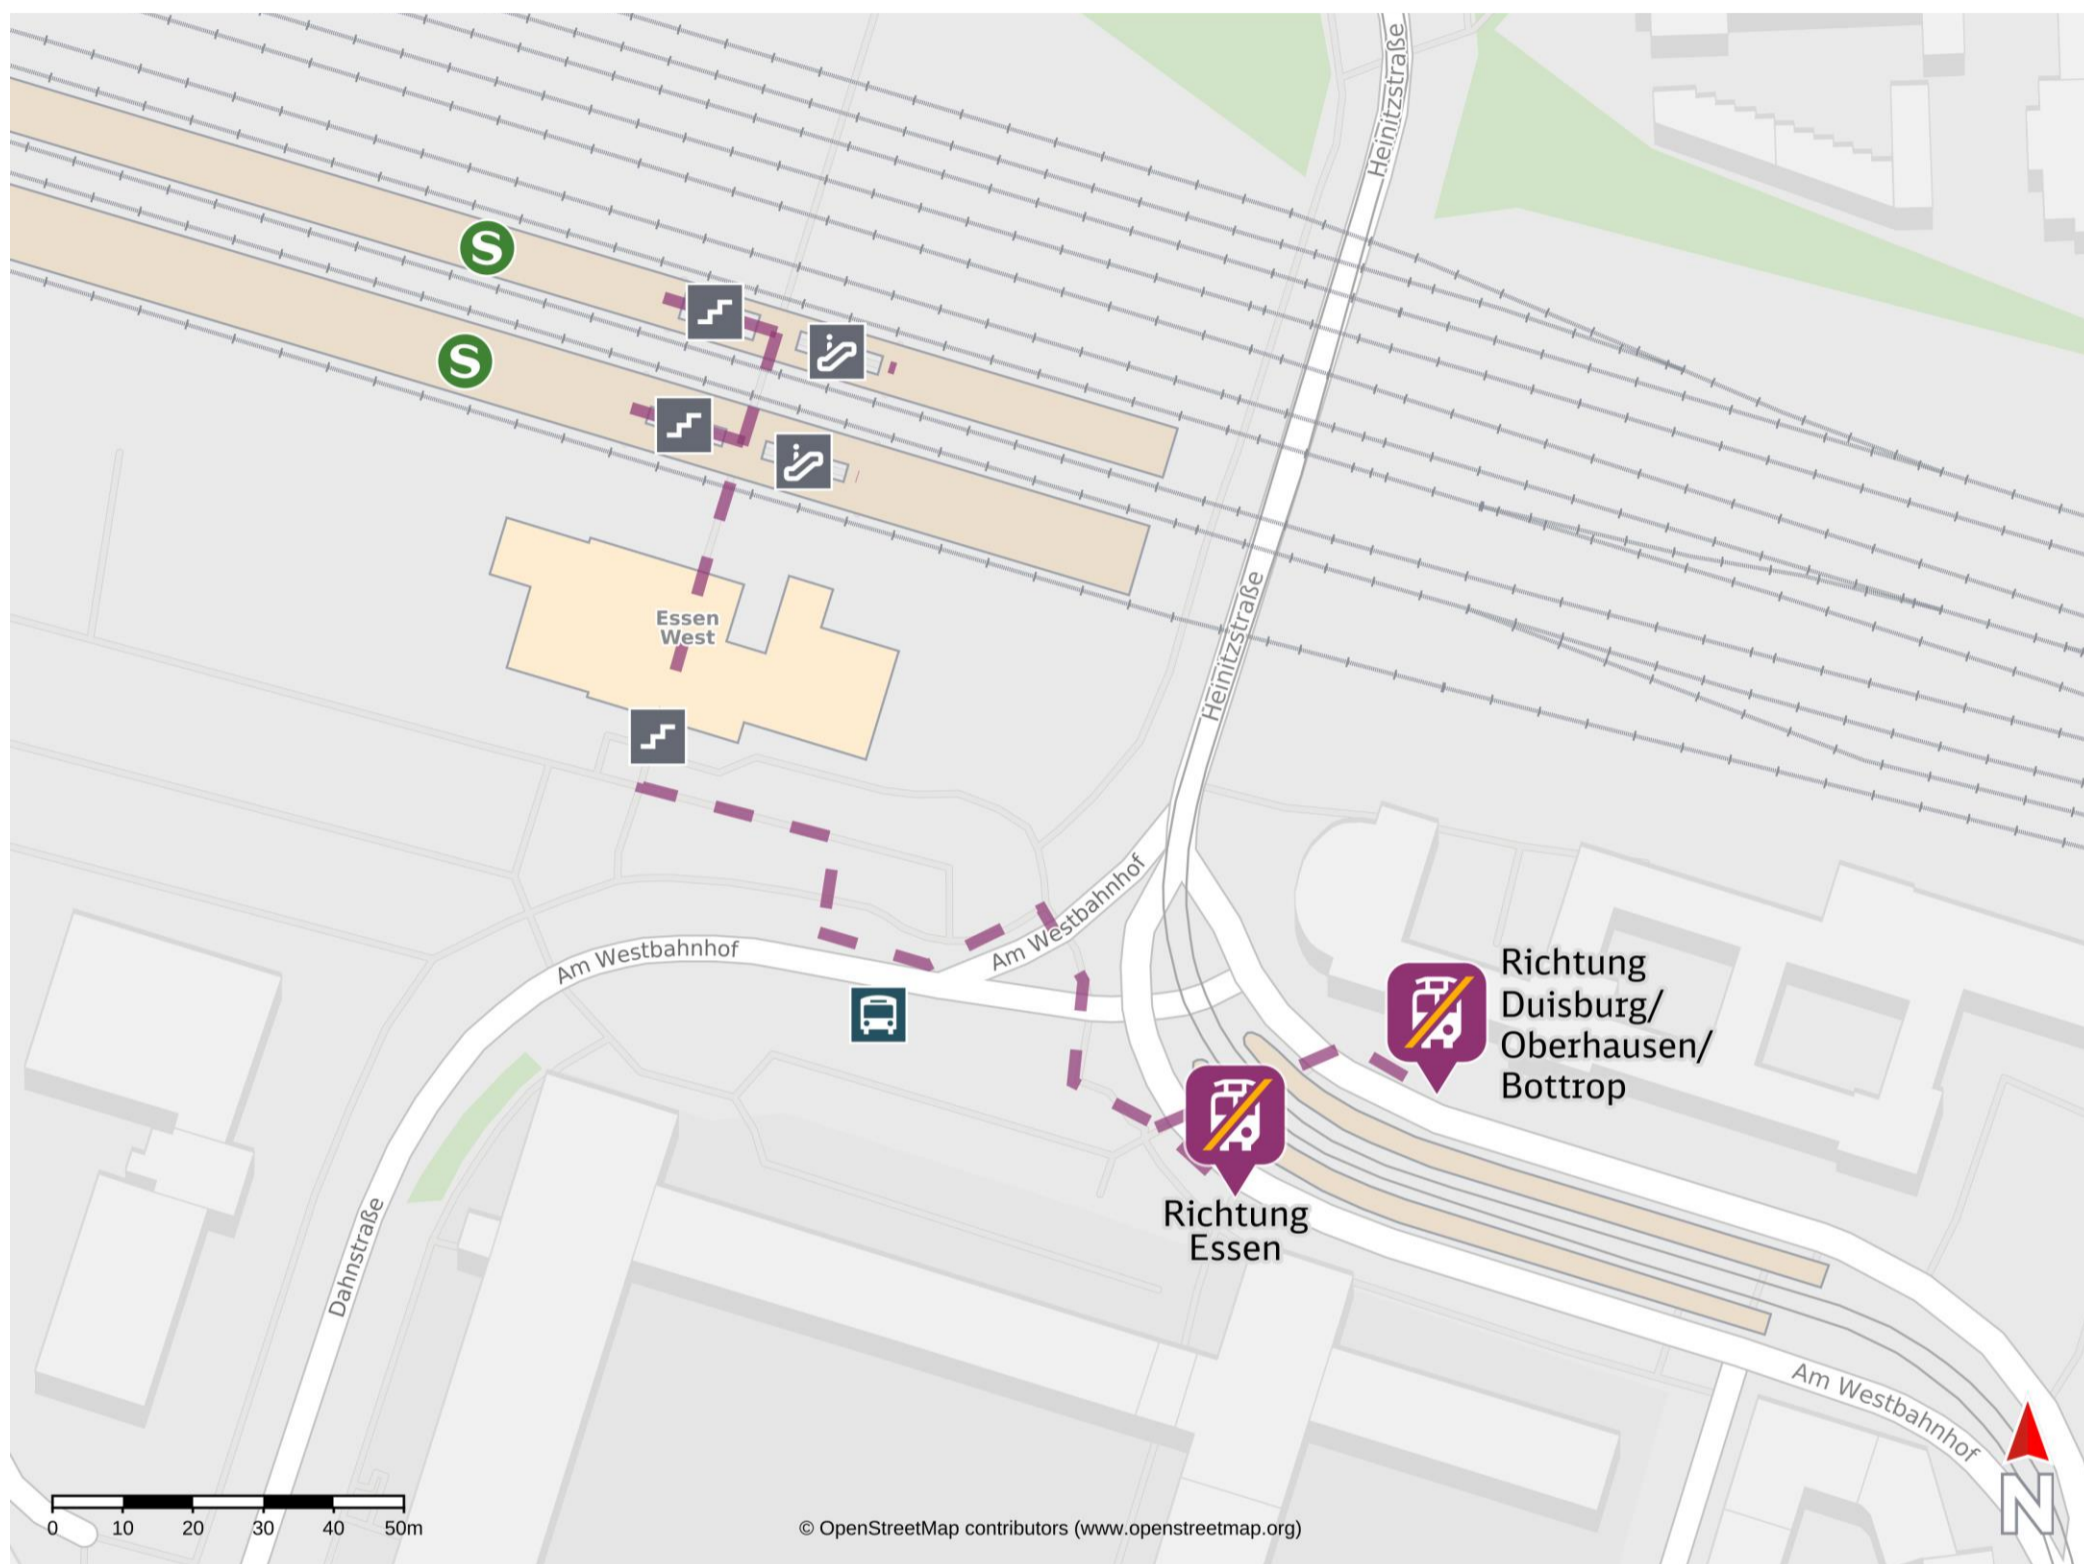 Heinitzstraße
S
S
Essen
West
Heinitzstraße
Am Westbahnhof
Am Westbahnhof
Richtung
Duisburg/
Oberhausen/
Bottrop
Richtung
Essen
Dahnstraße
Am Westbahnhof
N
0 10 20 30 40 50m
© OpenStreetMap contributors (www.openstreetmap.org)